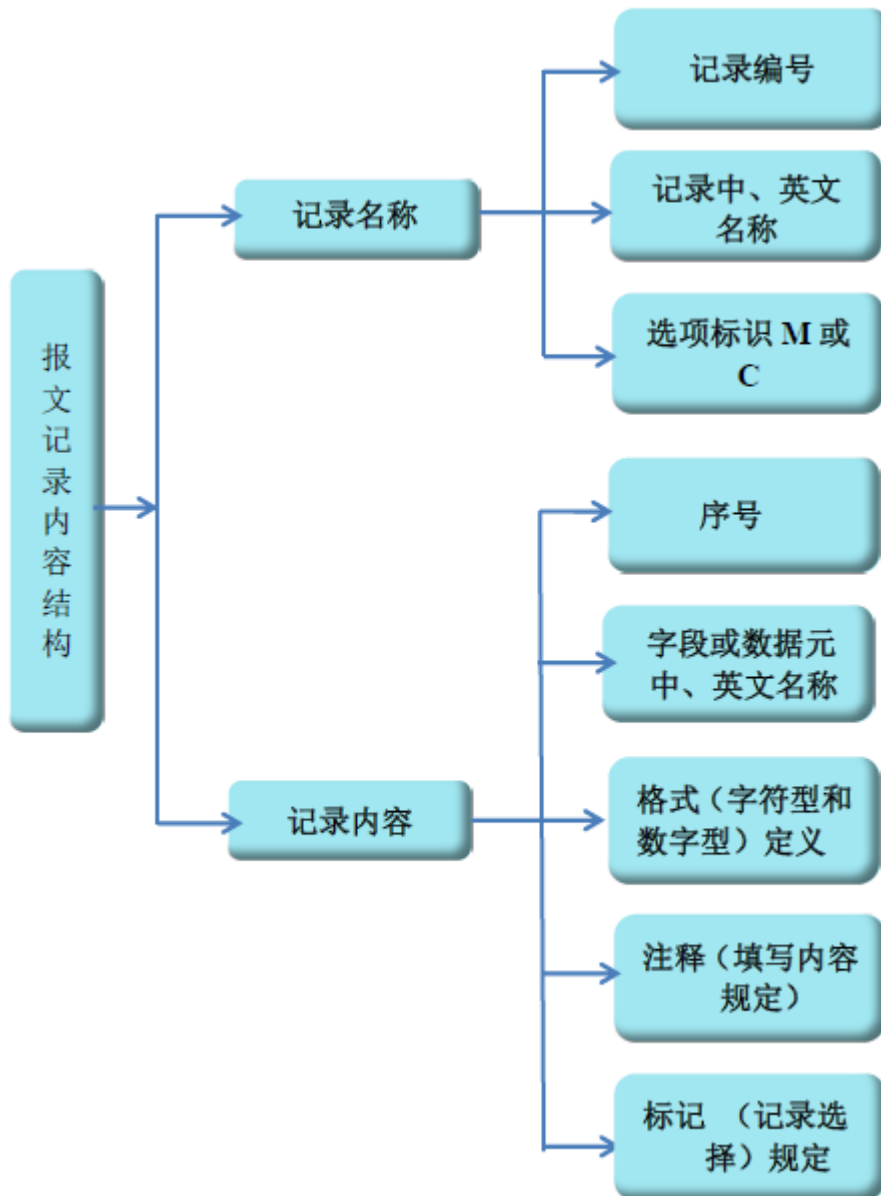 报文记录内容结构
记录名称
记录编号
记录中、英文
名称
选项标识 M 或
C
记录内容
序号
字段或数据元
中、英文名称
格式（字符型和
数字型）定义
注释（填写内容
规定）
标记 （记录选
择）规定